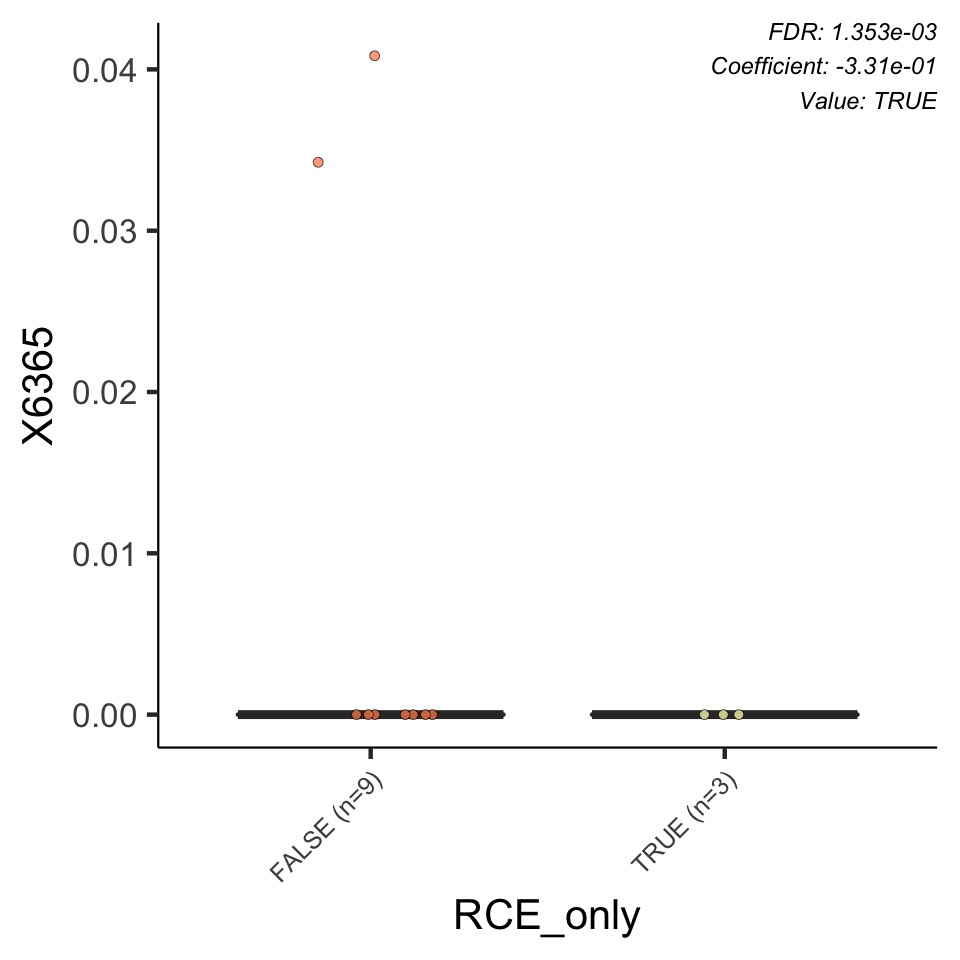 FDR: 1.353e-03
Coefficient: -3.31e-01
Value: TRUE
0.04
0.03
0.02
0.01
0.00
X6365
FALSE (n=9)
TRUE (n=3)
RCE_only